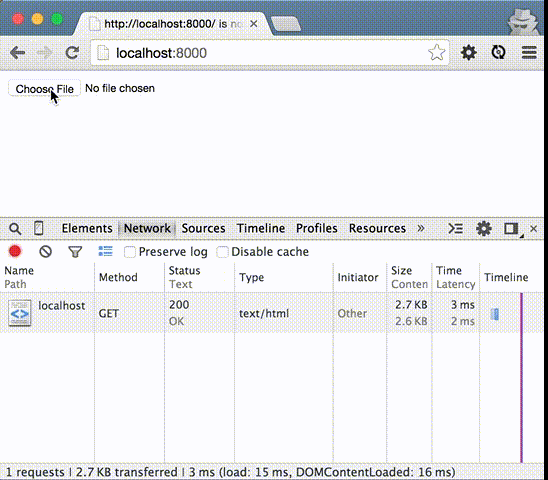 http://localhost:8000/ is no
localhost:8000
Choose File No file chosen
Elements Network Sources Timeline Profiles Resources »
Preserve log Disable cache
Name Method Status Type Initiator Size Time Timeline
Path Text Conten Latency
localhost GET 200 text/html Other 2.7 KB 3 ms
OK 2.6 KB 2 ms
1 requests | 2.7 KB transferred | 3 ms (load: 15 ms, DOMContentLoaded: 16 ms)